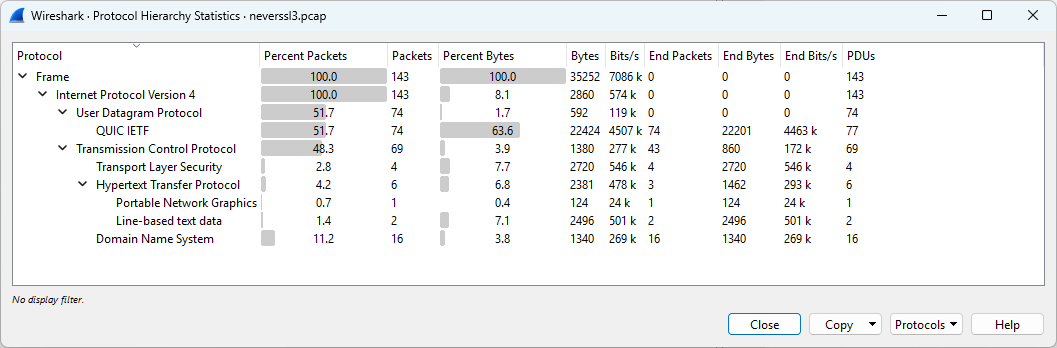 Wireshark · Protocol Hierarchy Statistics · neverssl3.pcap
Protocol Percent Packets Packets Percent Bytes Bytes Bits/s End Packets End Bytes End Bits/s PDUs
Frame 100.0 143 100.0 35252 7086 k 0 0 0 143
Internet Protocol Version 4 100.0 143 8.1 2860 574 k 0 0 0 143
User Datagram Protocol 51.7 74 1.7 592 119 k 0 0 0 74
QUIC IETF 51.7 74 63.6 22424 4507 k 74 22201 4463 k 77
Transmission Control Protocol 48.3 69 3.9 1380 277 k 43 860 172 k 69
Transport Layer Security 2.8 4 7.7 2720 546 k 4 2720 546 k 4
Hypertext Transfer Protocol 4.2 6 6.8 2381 478 k 3 1462 293 k 6
Portable Network Graphics 0.7 1 0.4 124 24 k 1 124 24 k 1
Line-based text data 1.4 2 7.1 2496 501 k 2 2496 501 k 2
Domain Name System 11.2 16 3.8 1340 269 k 16 1340 269 k 16
No display filter.
Close Copy Protocols Help